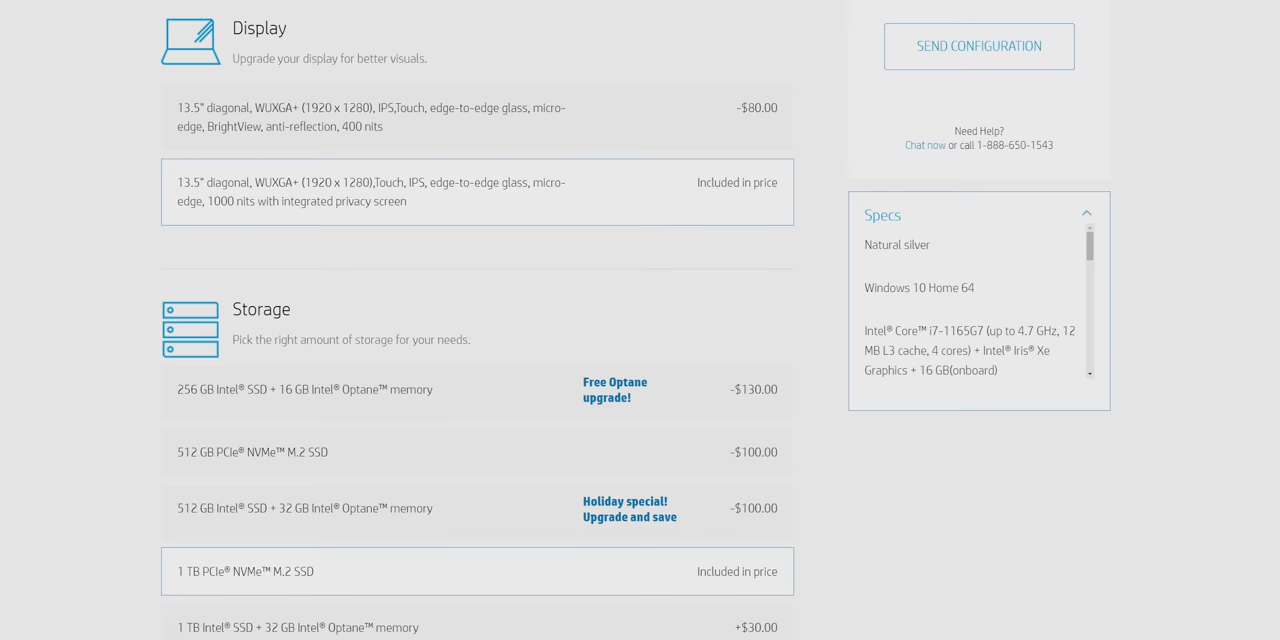 Display
Upgrade your display for better visuals.
13.5" diagonal, WUXGA+ (1920 x 1280), IPS,Touch, edge-to-edge glass, micro-
edge, BrightView, anti-reflection, 400 nits
-$80.00
13.5" diagonal, WUXGA+ (1920 x 1280),Touch, IPS, edge-to-edge glass, micro-
edge, 1000 nits with integrated privacy screen
Included in price
Storage
Pick the right amount of storage for your needs.
256 GB Intel® SSD + 16 GB Intel® Optane™ memory
Free Optane
upgrade!
-$130.00
512 GB PCIe® NVMe™ M.2 SSD
-$100.00
512 GB Intel® SSD + 32 GB Intel® Optane™ memory
Holiday special!
Upgrade and save
-$100.00
1 TB PCIe® NVMe™ M.2 SSD
Included in price
1 TB Intel® SSD + 32 GB Intel® Optane™ memory
+$30.00
SEND CONFIGURATION
Need Help?
Chat now or call 1-888-650-1543
Specs
Natural silver
Windows 10 Home 64
Intel® Core™ i7-1165G7 (up to 4.7 GHz, 12
MB L3 cache, 4 cores) + Intel® Iris® Xe
Graphics + 16 GB(onboard)